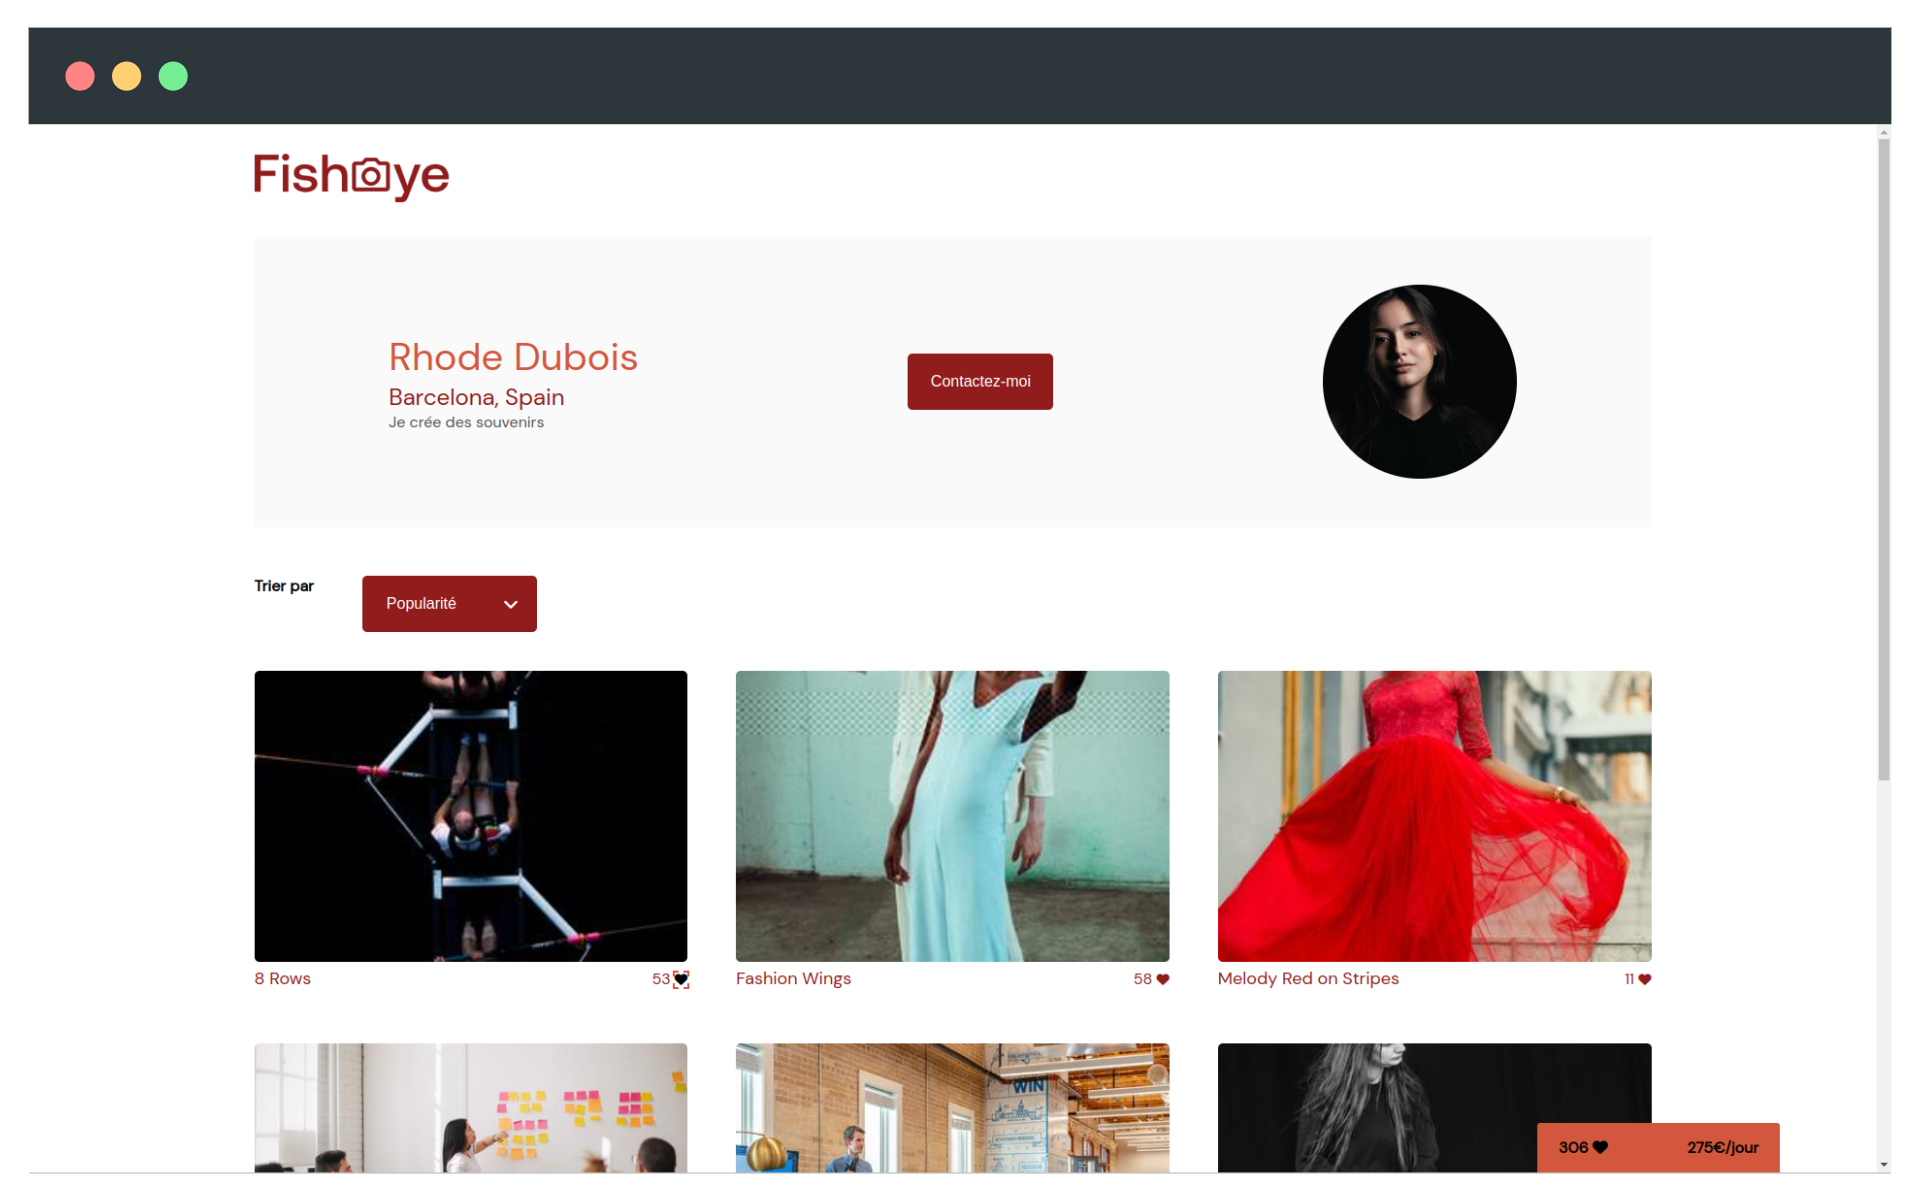 Fisheye
Rhode Dubois
Barcelona, Spain
Je crée des souvenirs
Contactez-moi
Trier par
Popularité
8 Rows
53
Fashion Wings
58
Melody Red on Stripes
11
WIN
306
275€/jour